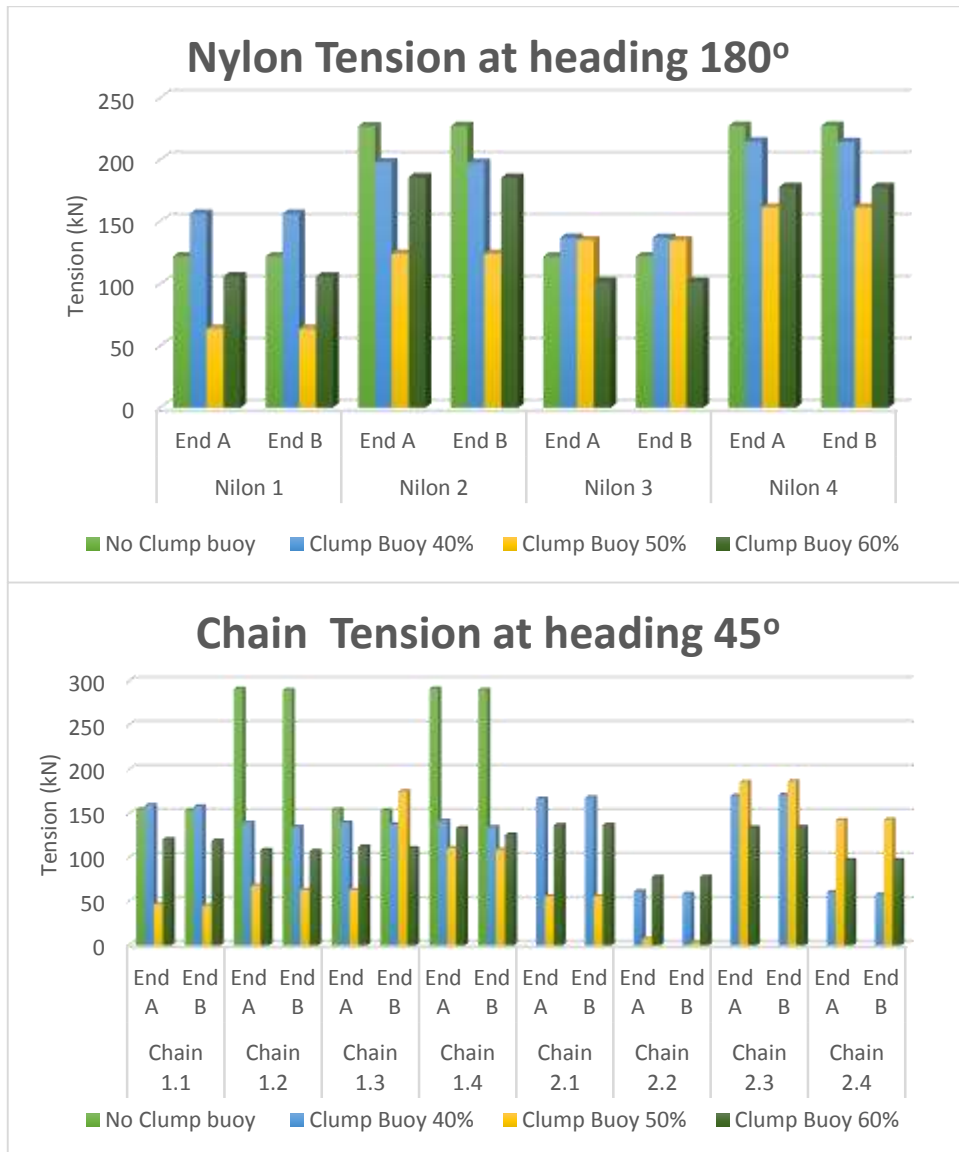 Nylon Tension at heading 180º
250
200
150
100
50
0
Tension (kN)
End A End B End A End B End A End B End A End B
Nilon 1 Nilon 2 Nilon 3 Nilon 4
No Clump buoy Clump Buoy 40% Clump Buoy 50% Clump Buoy 60%
Chain Tension at heading 45º
300
250
200
150
100
50
0
Tension (kN)
End End End End End End End End End End End End End End End End
A B A B A B A B A B A B A B A B
Chain Chain Chain Chain Chain Chain Chain Chain
1.1 1.2 1.3 1.4 2.1 2.2 2.3 2.4
No Clump buoy Clump Buoy 40% Clump Buoy 50% Clump Buoy 60%